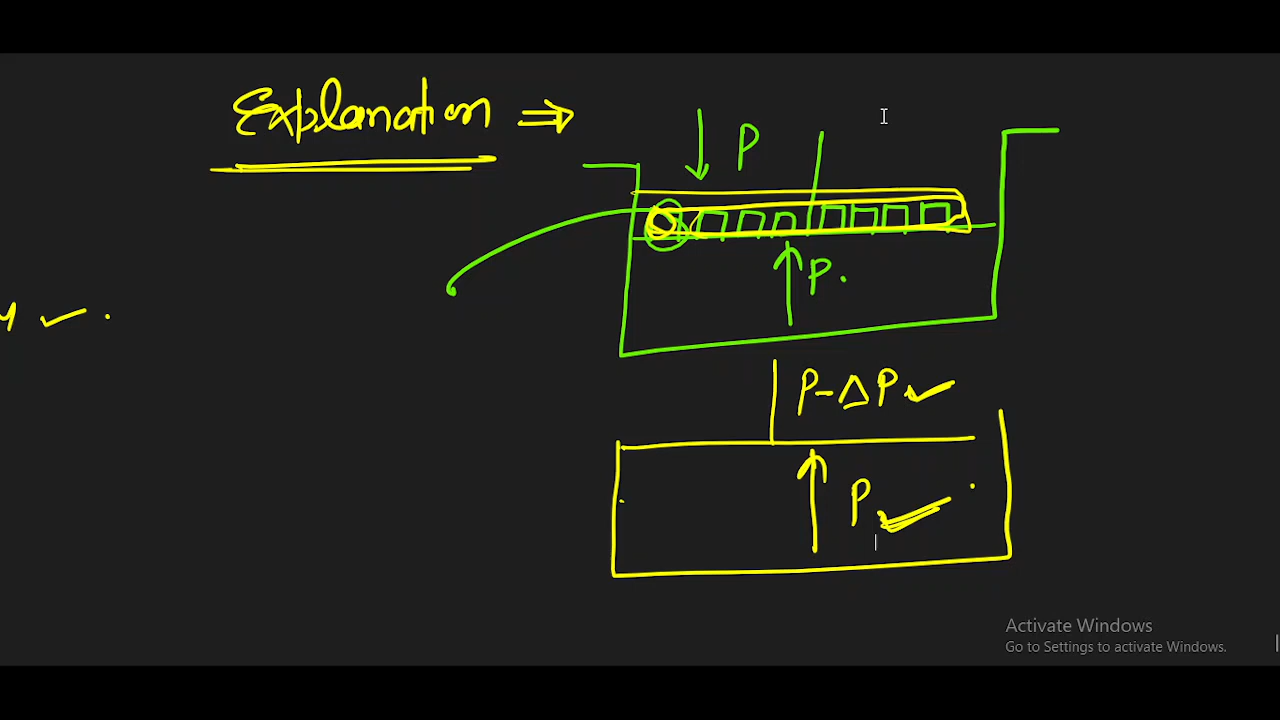 Explanation ⇒
P
P.
P-ΔP ✓
P ✓
Activate Windows
Go to Settings to activate Windows.